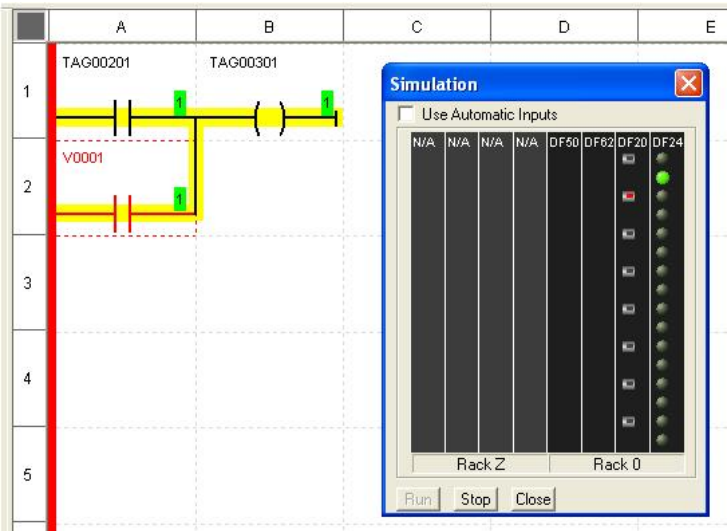 A B C D E
1
TAG00201 TAG00301
1 1
2
V0001
1
3
4
5
Simulation
Use Automatic Inputs
N/A N/A N/A N/A DF50 DF62 DF20 DF24
Rack Z Rack 0
Run Stop Close